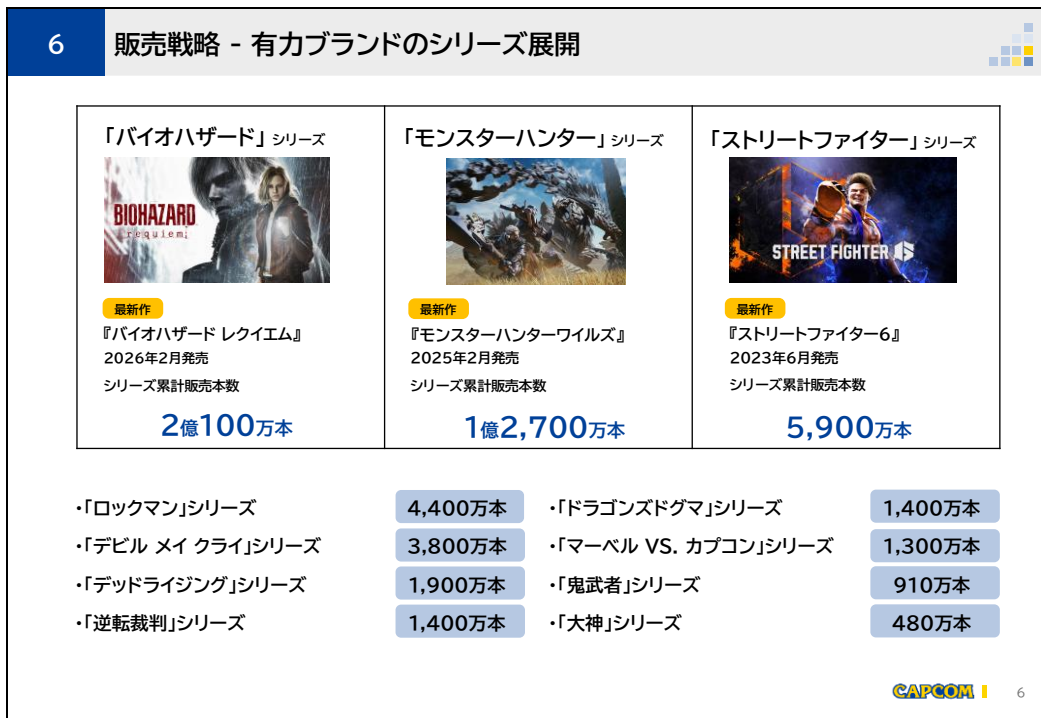 6
販売戦略 - 有力ブランドのシリーズ展開
「バイオハザード」シリーズ
BIOHAZARD
requiem
最新作
『バイオハザード レクイエム』
2026年2月発売
シリーズ累計販売本数
2億100万本
「モンスターハンター」シリーズ
最新作
『モンスターハンターワイルズ』
2025年2月発売
シリーズ累計販売本数
1億2,700万本
「ストリートファイター」シリーズ
STREET FIGHTER 6
最新作
『ストリートファイター6』
2023年6月発売
シリーズ累計販売本数
5,900万本
・「ロックマン」シリーズ 4,400万本
・「デビル メイ クライ」シリーズ 3,800万本
・「デッドライジング」シリーズ 1,900万本
・「逆転裁判」シリーズ 1,400万本
・「ドラゴンズドグマ」シリーズ 1,400万本
・「マーベル VS. カプコン」シリーズ 1,300万本
・「鬼武者」シリーズ 910万本
・「大神」シリーズ 480万本
CAPCOM 6